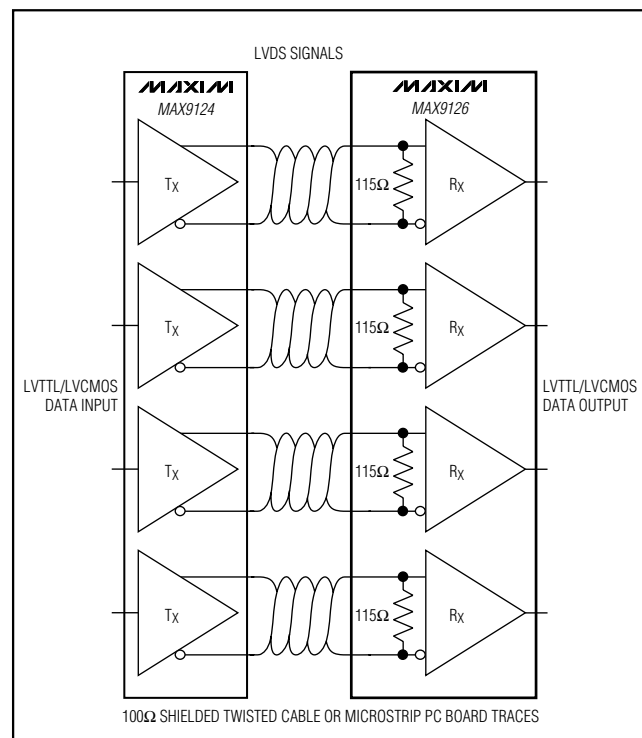 LVDS SIGNALS
MAXIM
MAX9124
MAXIM
MAX9126
TX
115Ω
RX
TX
115Ω
RX
LVTTL/LVCMOS
DATA INPUT
LVTTL/LVCMOS
DATA OUTPUT
TX
115Ω
RX
TX
115Ω
RX
100Ω SHIELDED TWISTED CABLE OR MICROSTRIP PC BOARD TRACES